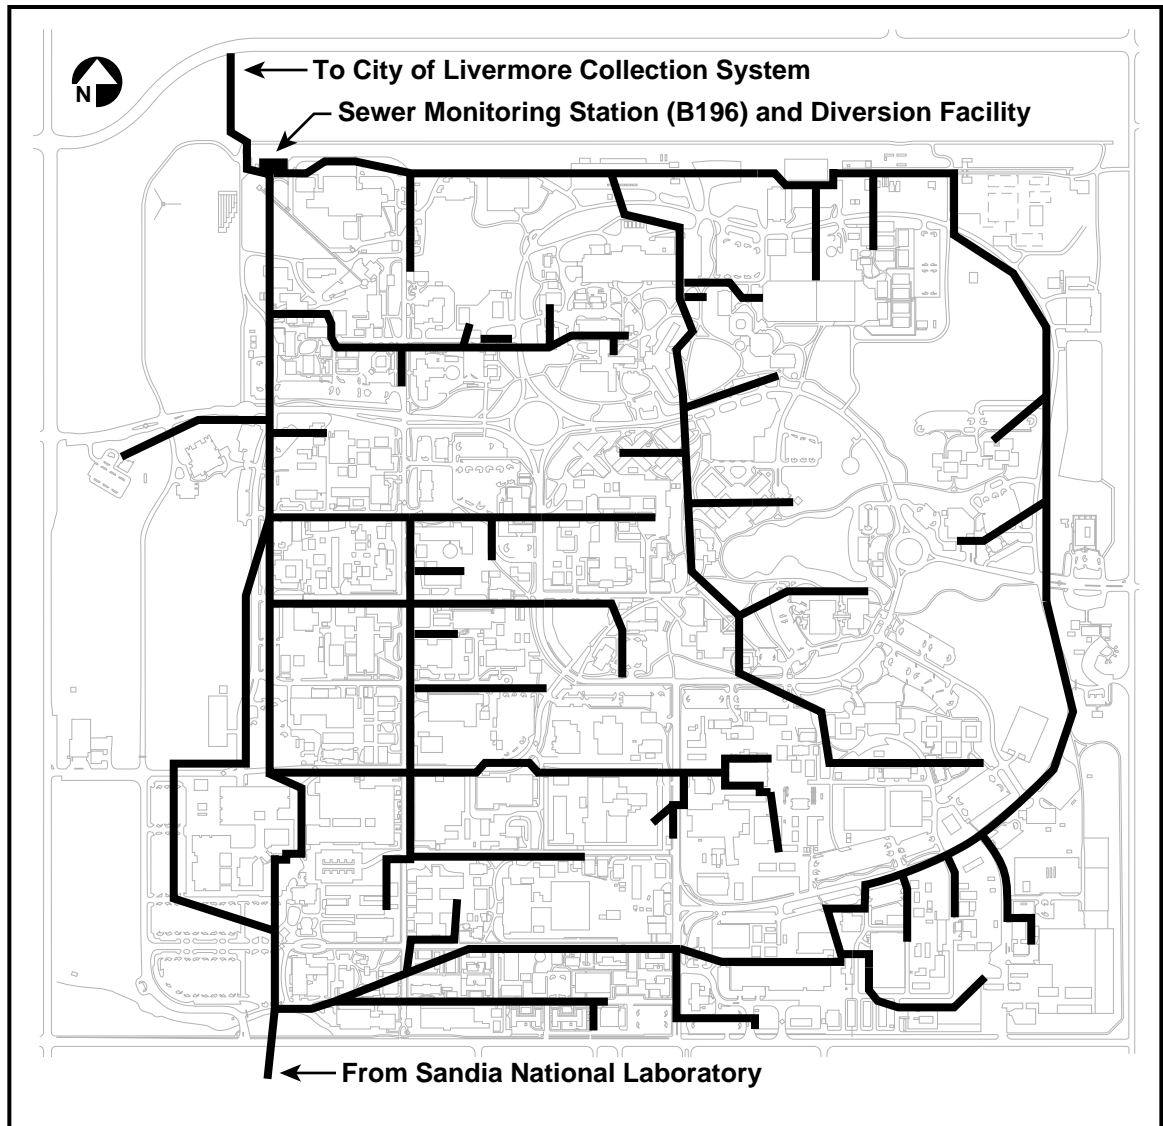 To City of Livermore Collection System
N
Sewer Monitoring Station (B196) and Diversion Facility
From Sandia National Laboratory